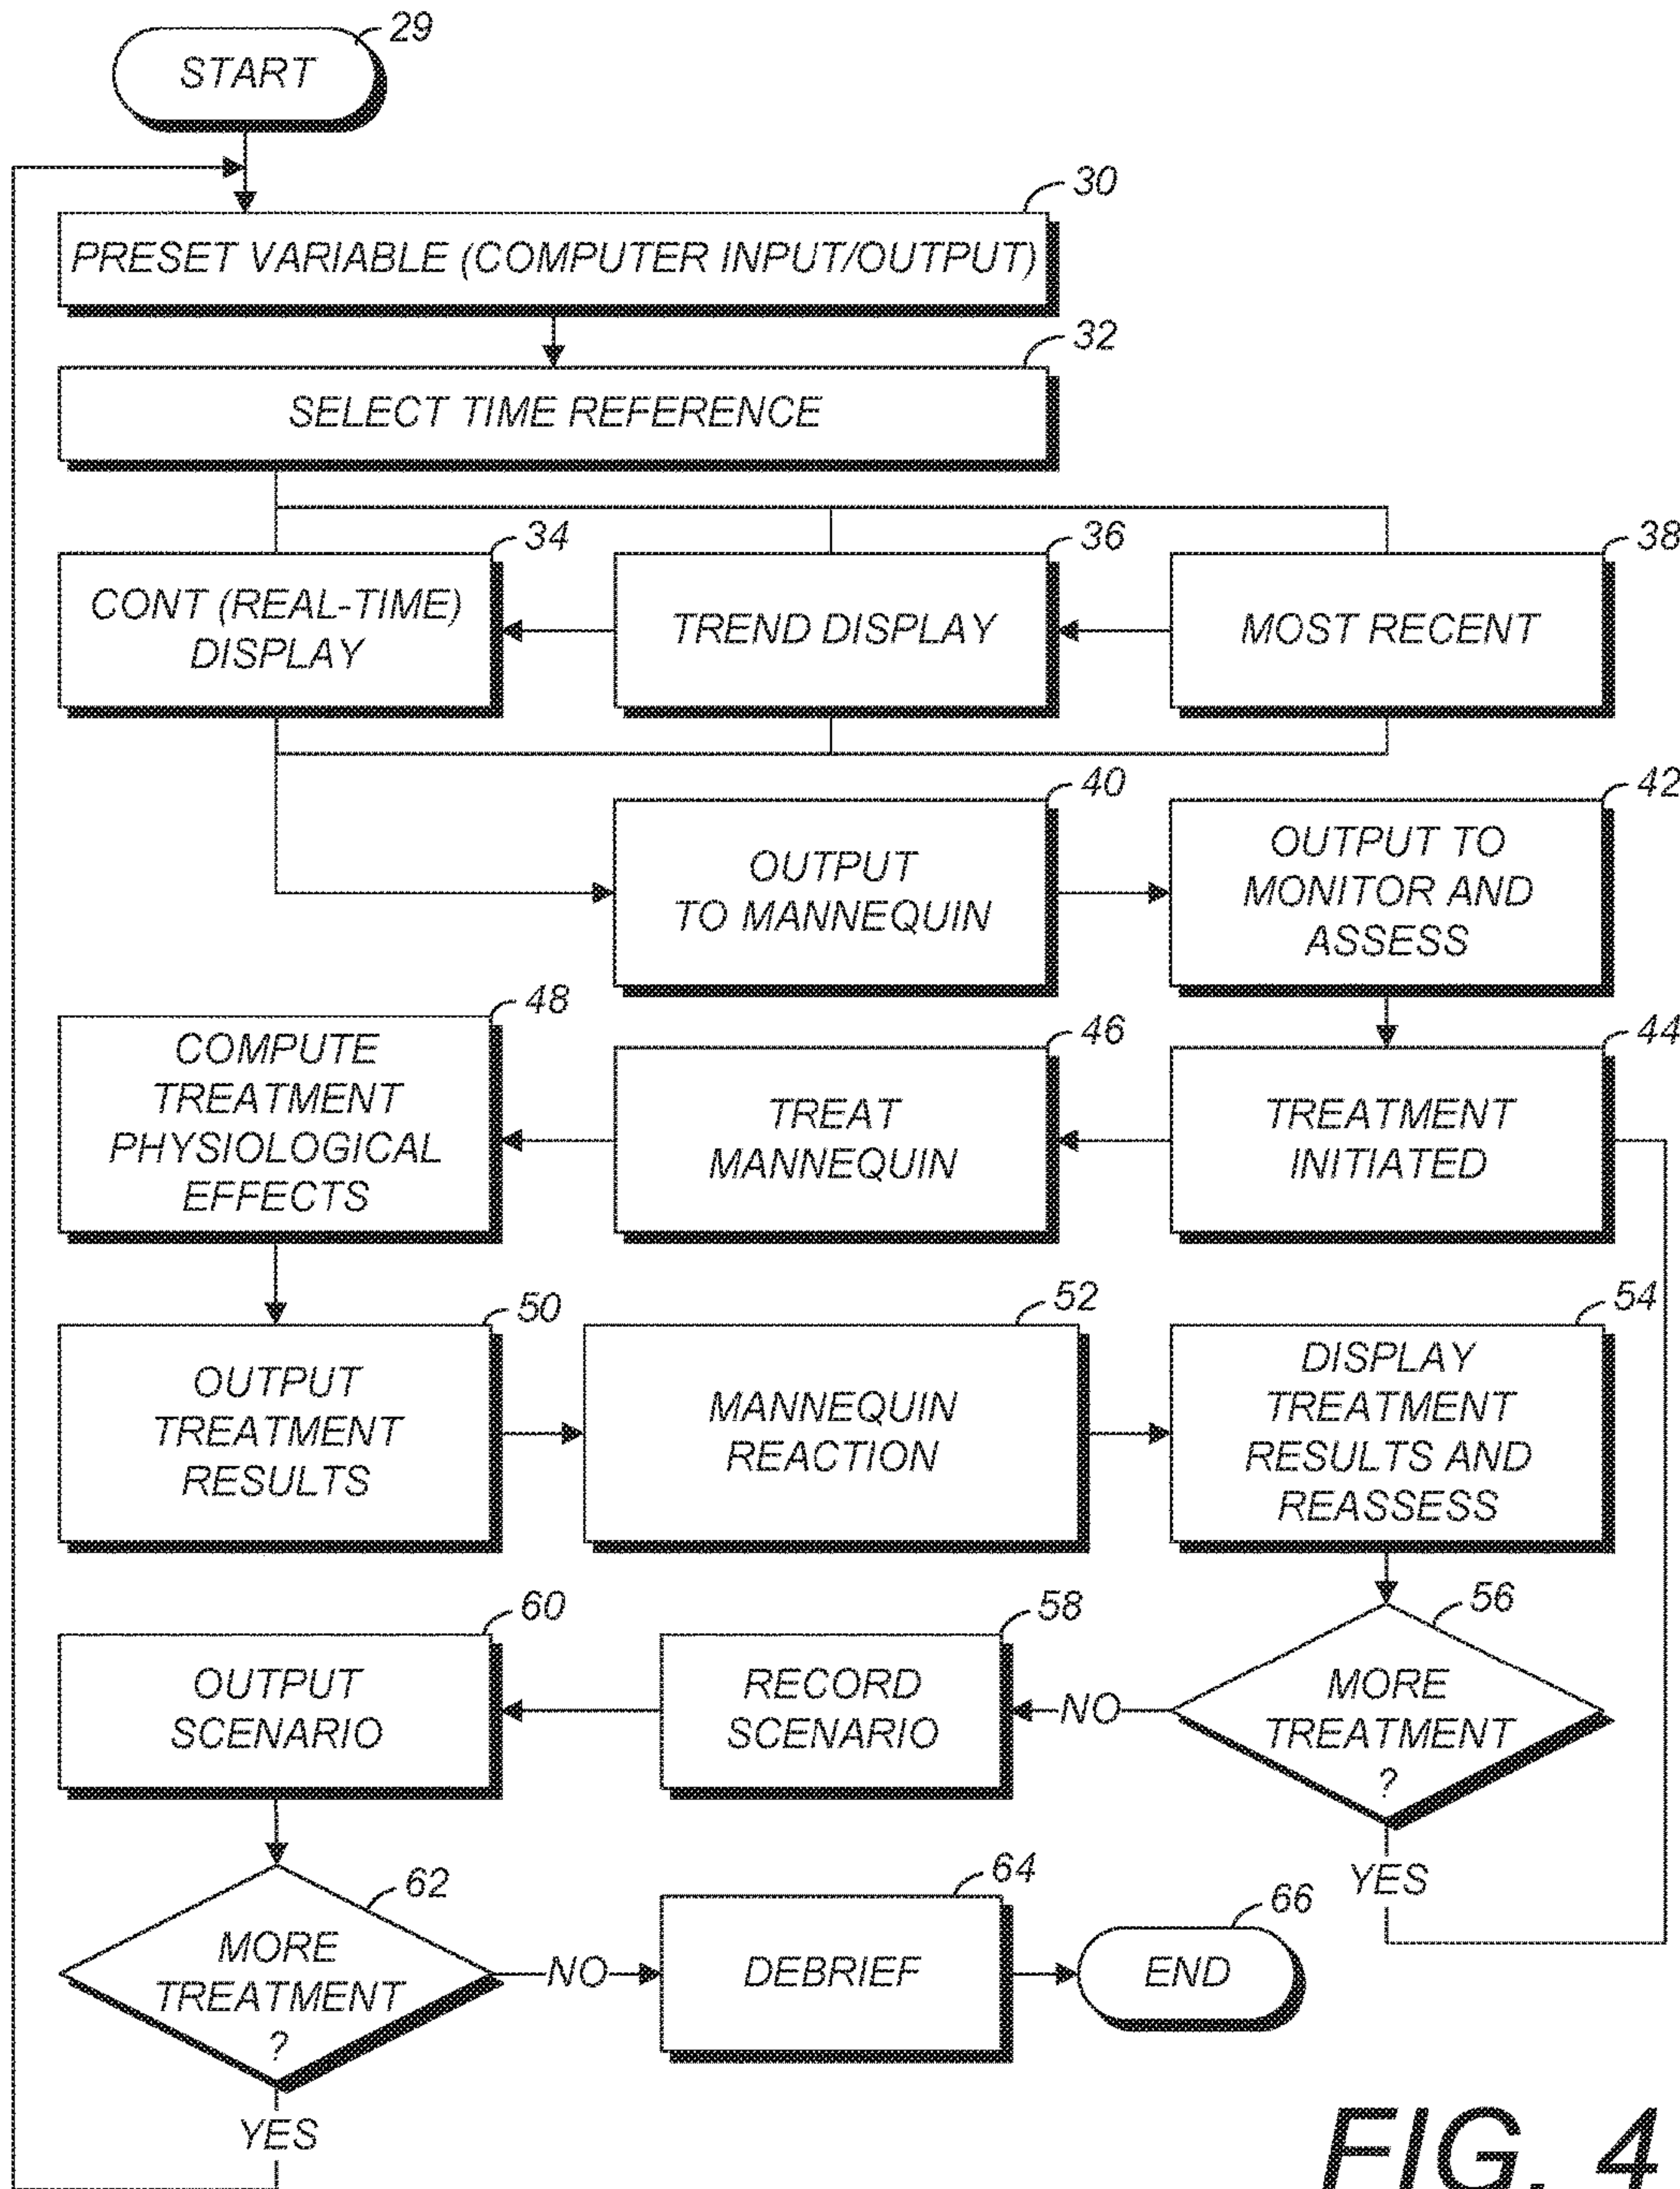 29
START
30
PRESET VARIABLE (COMPUTER INPUT/OUTPUT)
32
SELECT TIME REFERENCE
34
CONT (REAL-TIME)
DISPLAY
36
TREND DISPLAY
38
MOST RECENT
40
OUTPUT
TO MANNEQUIN
42
OUTPUT TO
MONITOR AND
ASSESS
48
COMPUTE
TREATMENT
PHYSIOLOGICAL
EFFECTS
46
TREAT
MANNEQUIN
44
TREATMENT
INITIATED
50
OUTPUT
TREATMENT
RESULTS
52
MANNEQUIN
REACTION
54
DISPLAY
TREATMENT
RESULTS AND
REASSESS
60
OUTPUT
SCENARIO
58
RECORD
SCENARIO
NO
56
MORE
TREATMENT
?
YES
62
MORE
TREATMENT
?
NO
64
DEBRIEF
66
END
YES
FIG. 4